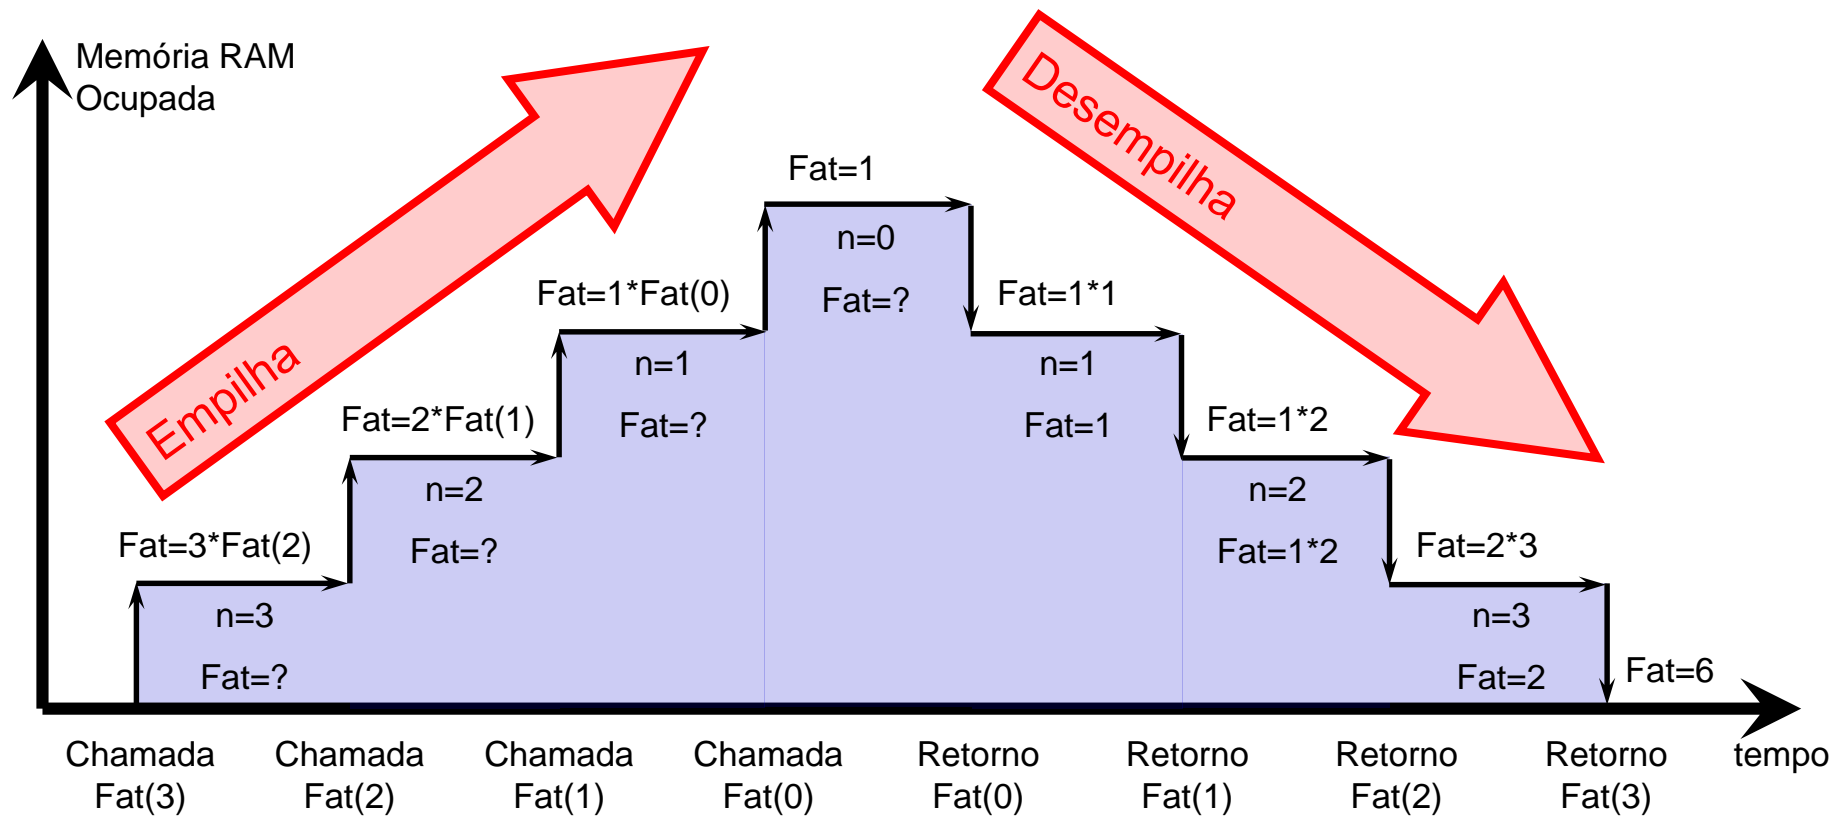 Memória RAM
Ocupada
Empilha
Desempilha
Fat=1
n=0
Fat=?
Fat=1*Fat(0)
n=1
Fat=?
Fat=1*1
n=1
Fat=1
Fat=2*Fat(1)
n=2
Fat=?
Fat=1*2
n=2
Fat=1*2
Fat=3*Fat(2)
n=3
Fat=?
Fat=2*3
n=3
Fat=2
Fat=6
Chamada
Fat(3)
Chamada
Fat(2)
Chamada
Fat(1)
Chamada
Fat(0)
Retorno
Fat(0)
Retorno
Fat(1)
Retorno
Fat(2)
Retorno
Fat(3)
tempo